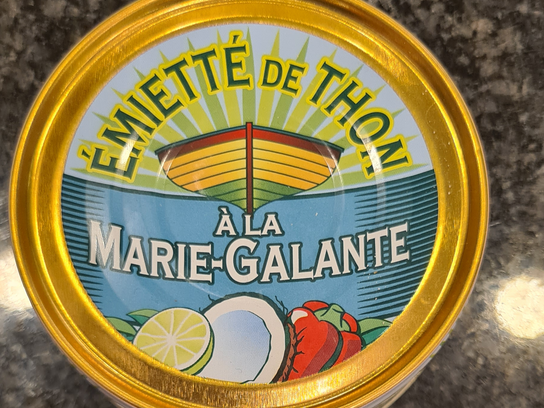 ÉMIETTÉ DE THON
À LA
MARIE-GALANTE